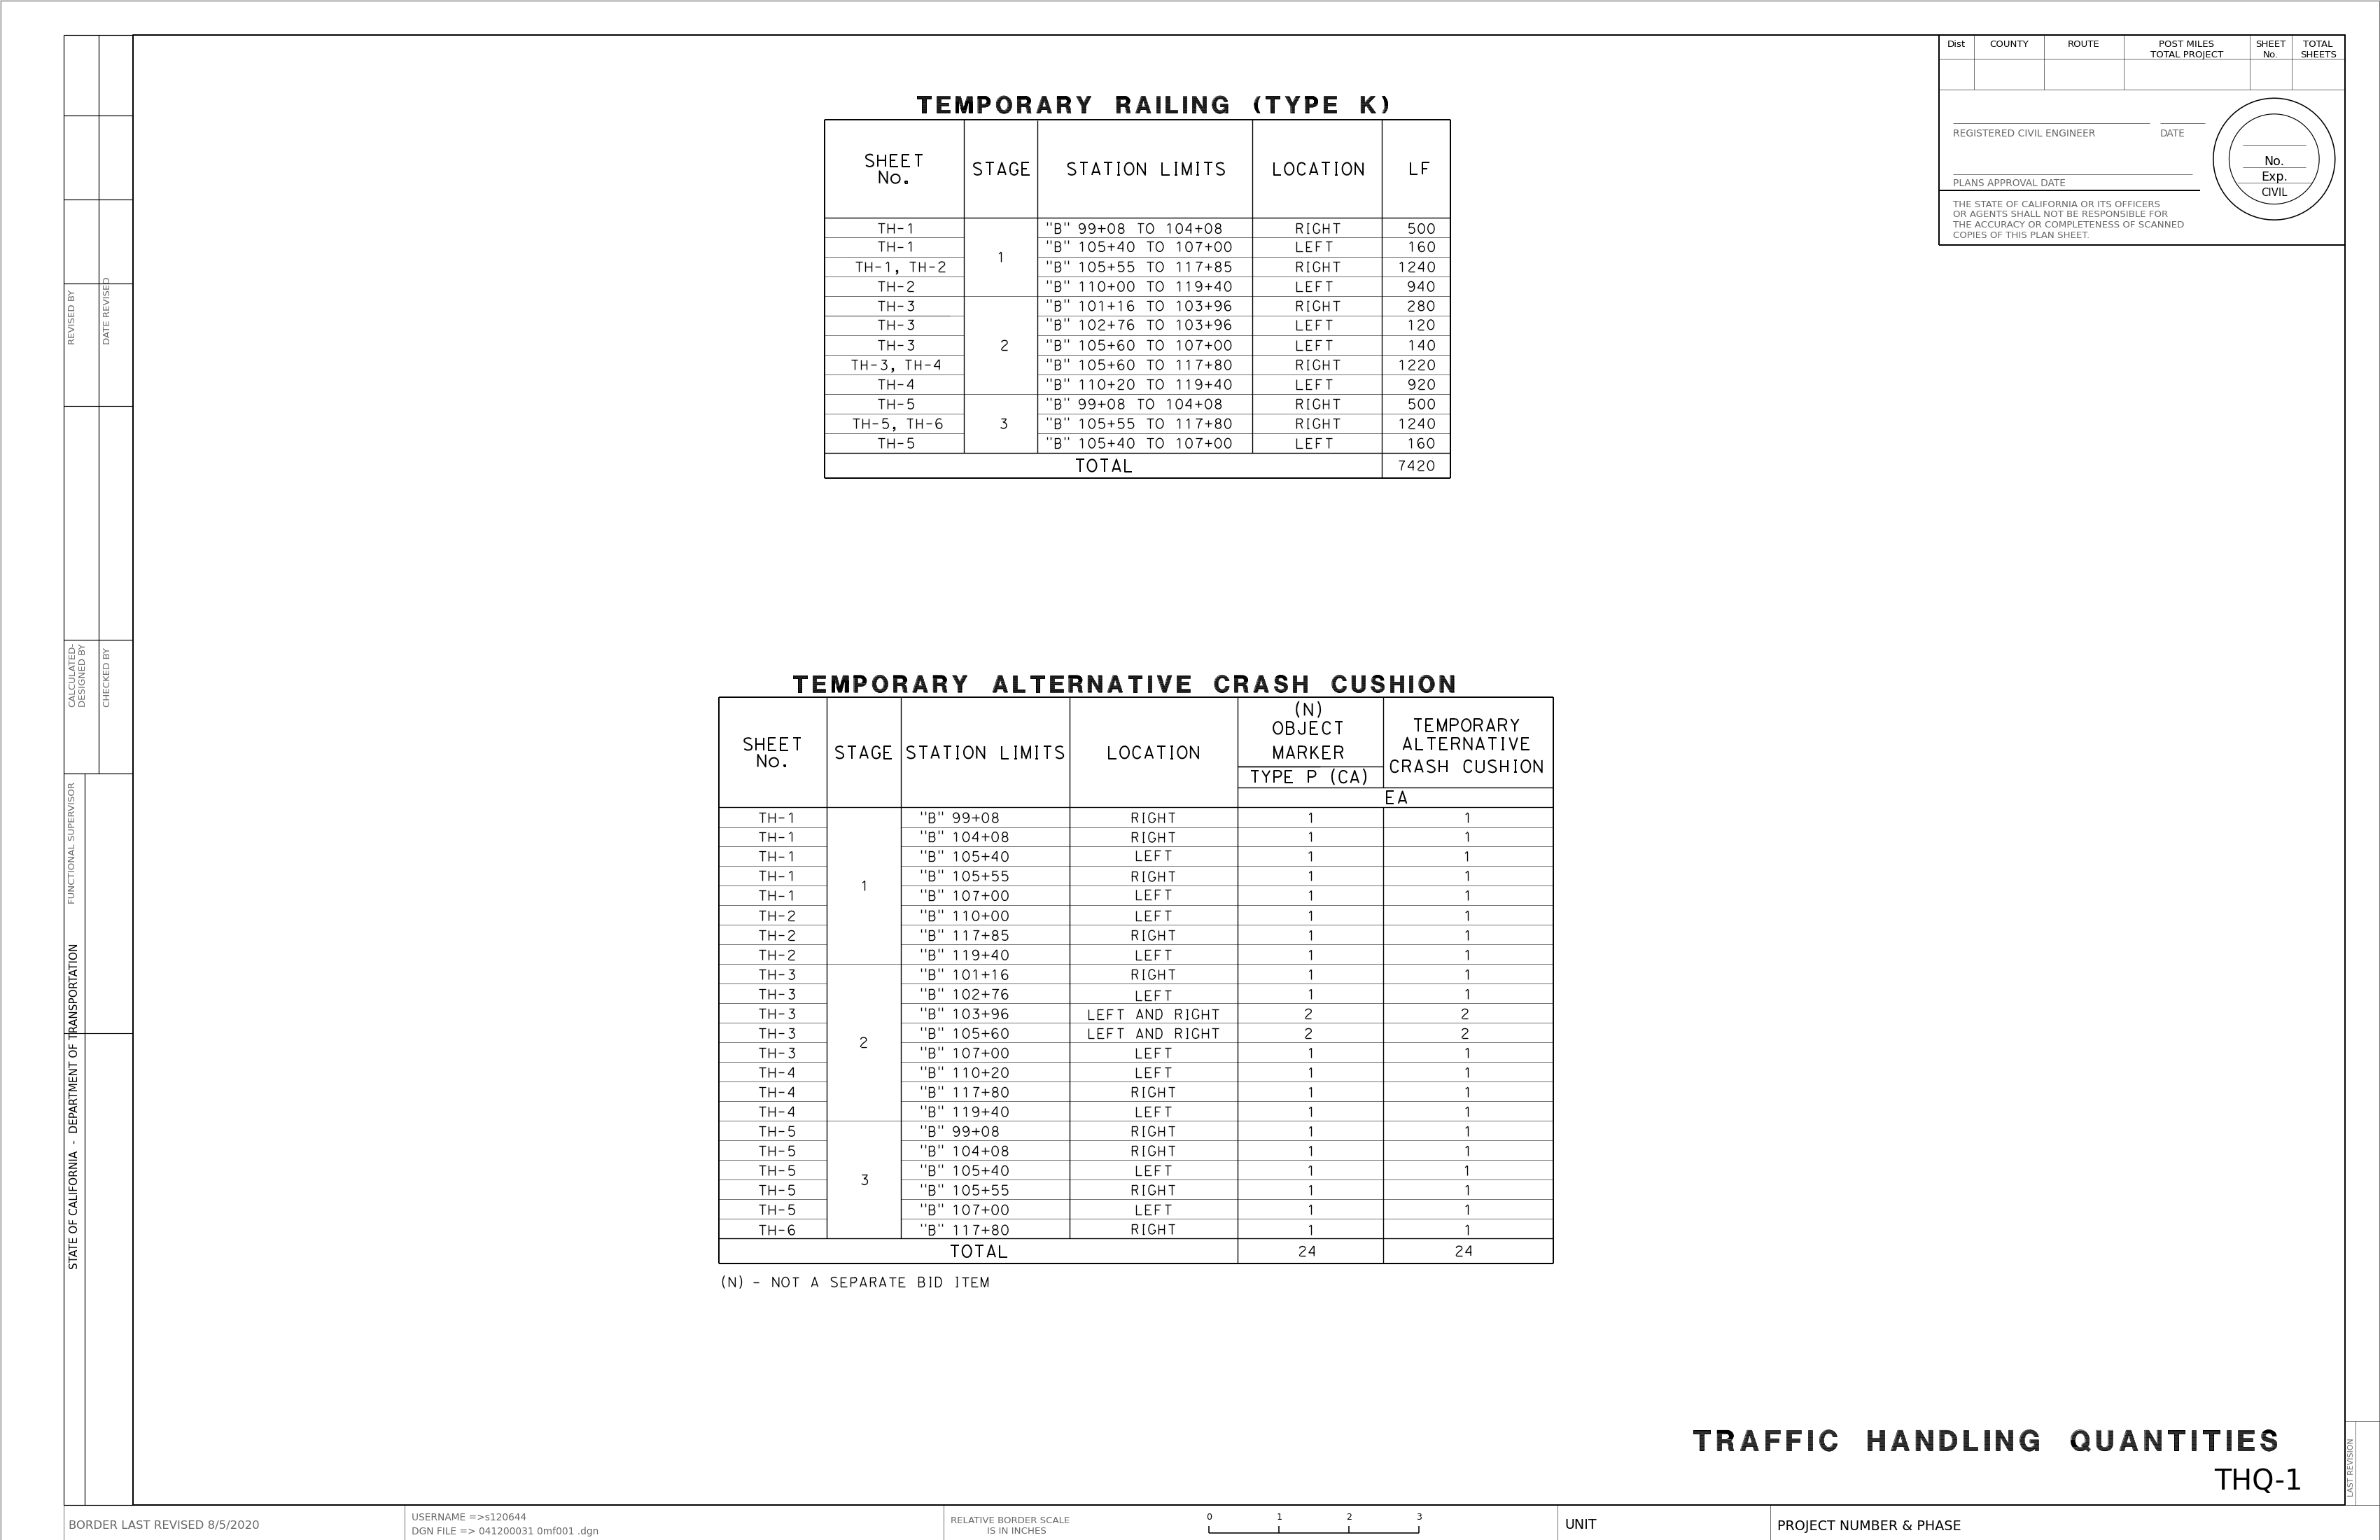 Dist COUNTY ROUTE POST MILES TOTAL PROJECT SHEET No. TOTAL SHEETS
REGISTERED CIVIL ENGINEER DATE
PLANS APPROVAL DATE
No.
Exp.
CIVIL
THE STATE OF CALIFORNIA OR ITS OFFICERS
OR AGENTS SHALL NOT BE RESPONSIBLE FOR
THE ACCURACY OR COMPLETENESS OF SCANNED
COPIES OF THIS PLAN SHEET.
TEMPORARY RAILING (TYPE K)
SHEET No. STAGE STATION LIMITS LOCATION LF
TH-1 "B" 99+08 TO 104+08 RIGHT 500
TH-1 "B" 105+40 TO 107+00 LEFT 160
1
TH-1, TH-2 "B" 105+55 TO 117+85 RIGHT 1240
TH-2 "B" 110+00 TO 119+40 LEFT 940
TH-3 "B" 101+16 TO 103+96 RIGHT 280
TH-3 "B" 102+76 TO 103+96 LEFT 120
TH-3 2 "B" 105+60 TO 107+00 LEFT 140
TH-3, TH-4 "B" 105+60 TO 117+80 RIGHT 1220
TH-4 "B" 110+20 TO 119+40 LEFT 920
TH-5 "B" 99+08 TO 104+08 RIGHT 500
TH-5, TH-6 3 "B" 105+55 TO 117+80 RIGHT 1240
TH-5 "B" 105+40 TO 107+00 LEFT 160
TOTAL 7420
TEMPORARY ALTERNATIVE CRASH CUSHION
SHEET No. STAGE STATION LIMITS LOCATION (N) OBJECT MARKER TEMPORARY ALTERNATIVE CRASH CUSHION
TYPE P (CA)
EA
TH-1 "B" 99+08 RIGHT 1 1
TH-1 "B" 104+08 RIGHT 1 1
TH-1 "B" 105+40 LEFT 1 1
TH-1 "B" 105+55 RIGHT 1 1
1
TH-1 "B" 107+00 LEFT 1 1
TH-2 "B" 110+00 LEFT 1 1
TH-2 "B" 117+85 RIGHT 1 1
TH-2 "B" 119+40 LEFT 1 1
TH-3 "B" 101+16 RIGHT 1 1
TH-3 "B" 102+76 LEFT 1 1
TH-3 "B" 103+96 LEFT AND RIGHT 2 2
TH-3 "B" 105+60 LEFT AND RIGHT 2 2
2
TH-3 "B" 107+00 LEFT 1 1
TH-4 "B" 110+20 LEFT 1 1
TH-4 "B" 117+80 RIGHT 1 1
TH-4 "B" 119+40 LEFT 1 1
TH-5 "B" 99+08 RIGHT 1 1
TH-5 "B" 104+08 RIGHT 1 1
TH-5 "B" 105+40 LEFT 1 1
3
TH-5 "B" 105+55 RIGHT 1 1
TH-5 "B" 107+00 LEFT 1 1
TH-6 "B" 117+80 RIGHT 1 1
TOTAL 24 24
(N) - NOT A SEPARATE BID ITEM
REVISED BY
DATE REVISED
CALCULATED-
DESIGNED BY
CHECKED BY
FUNCTIONAL SUPERVISOR
STATE OF CALIFORNIA - DEPARTMENT OF TRANSPORTATION
TRAFFIC HANDLING QUANTITIES
THQ-1
LAST REVISION
BORDER LAST REVISED 8/5/2020
USERNAME =>s120644
DGN FILE => 041200031 0mf001 .dgn
RELATIVE BORDER SCALE
IS IN INCHES
0 1 2 3
UNIT
PROJECT NUMBER & PHASE